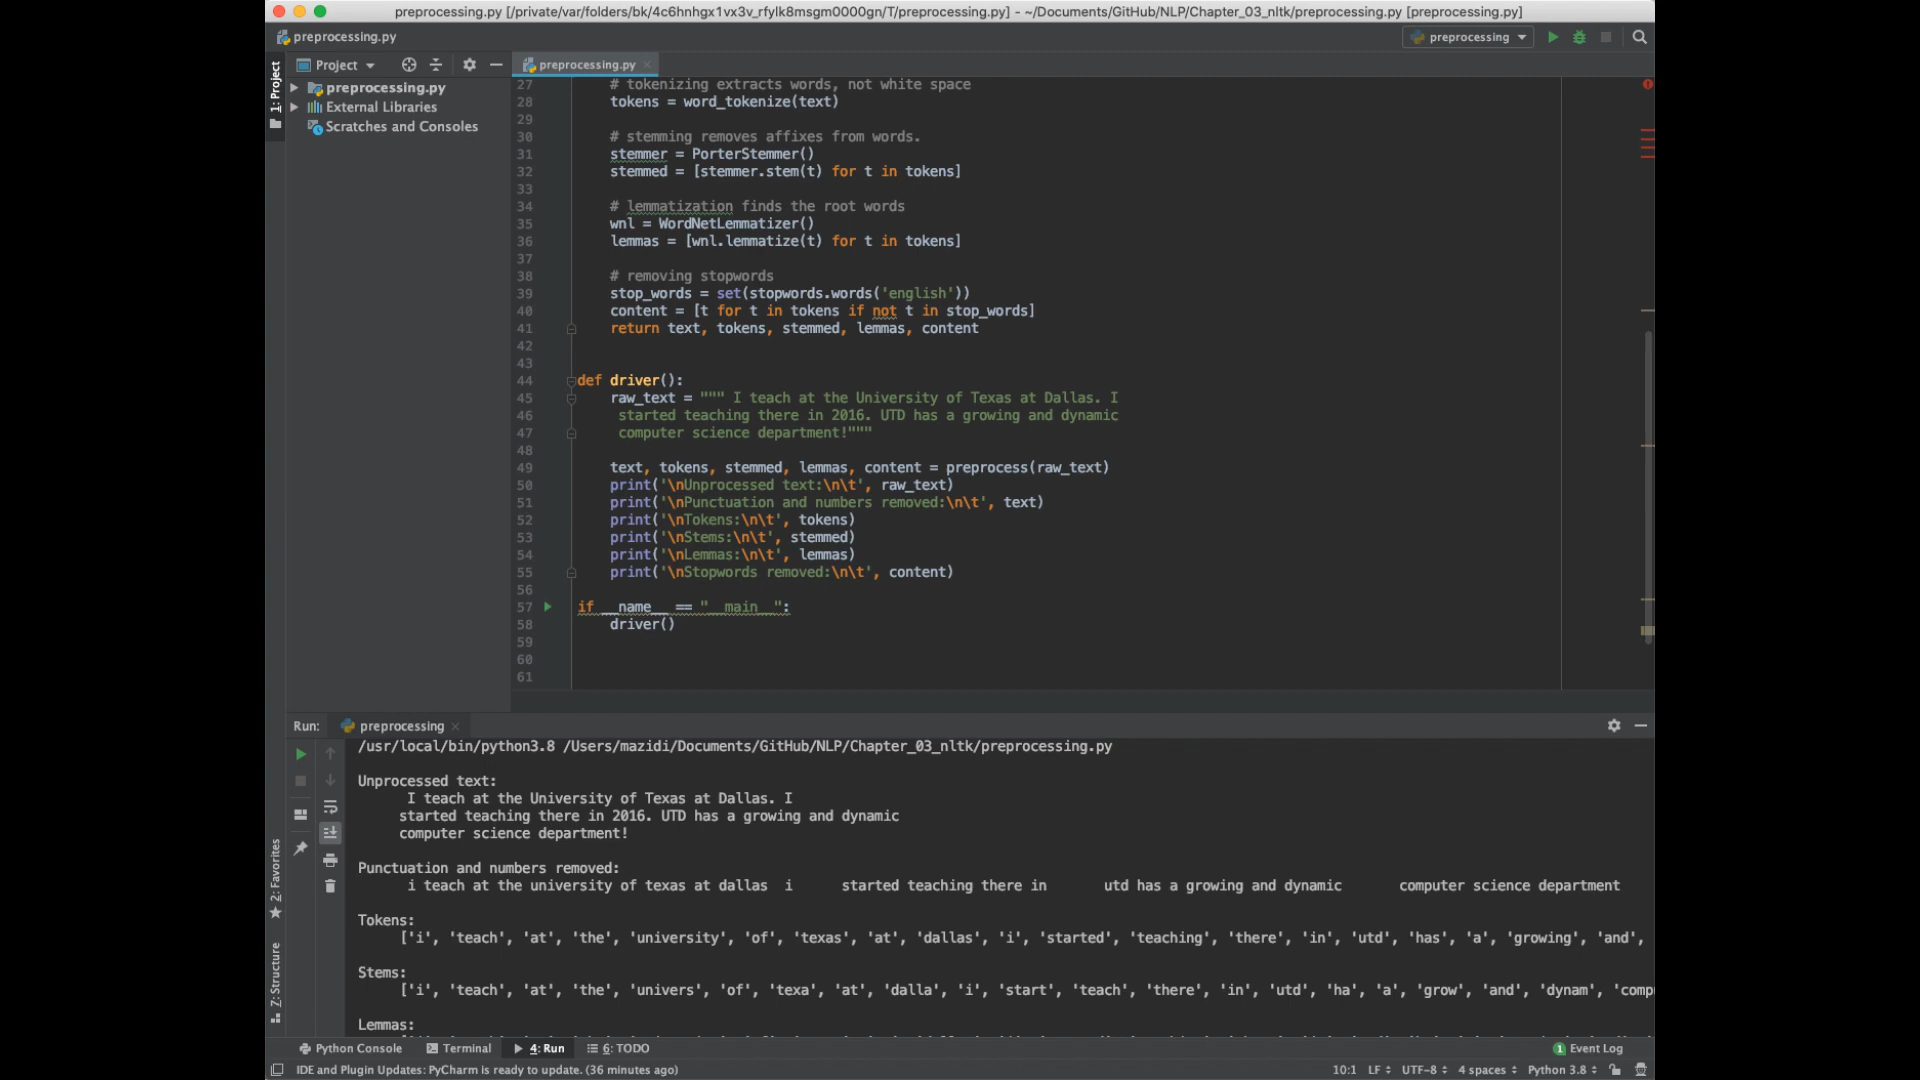 preprocessing.py [/private/var/folders/bk/4c6hnhgx1vx3v_rfylk8msgm0000gn/T/preprocessing.py] - ~/Documents/GitHub/NLP/Chapter_03_nltk/preprocessing.py [preprocessing.py]
preprocessing.py
preprocessing
1: Project
Project
preprocessing.py
preprocessing.py
External Libraries
Scratches and Consoles
27 # tokenizing extracts words, not white space
28 tokens = word_tokenize(text)
29
30 # stemming removes affixes from words.
31 stemmer = PorterStemmer()
32 stemmed = [stemmer.stem(t) for t in tokens]
33
34 # lemmatization finds the root words
35 wnl = WordNetLemmatizer()
36 lemmas = [wnl.lemmatize(t) for t in tokens]
37
38 # removing stopwords
39 stop_words = set(stopwords.words('english'))
40 content = [t for t in tokens if not t in stop_words]
41 return text, tokens, stemmed, lemmas, content
42
43
44 def driver():
45 raw_text = """ I teach at the University of Texas at Dallas. I
46 started teaching there in 2016. UTD has a growing and dynamic
47 computer science department!"""
48
49 text, tokens, stemmed, lemmas, content = preprocess(raw_text)
50 print('\nUnprocessed text:\n\t', raw_text)
51 print('\nPunctuation and numbers removed:\n\t', text)
52 print('\nTokens:\n\t', tokens)
53 print('\nStems:\n\t', stemmed)
54 print('\nLemmas:\n\t', lemmas)
55 print('\nStopwords removed:\n\t', content)
56
57 if __name__ == "__main__":
58 driver()
59
60
61
Run: preprocessing
/usr/local/bin/python3.8 /Users/mazidi/Documents/GitHub/NLP/Chapter_03_nltk/preprocessing.py
Unprocessed text:
I teach at the University of Texas at Dallas. I
started teaching there in 2016. UTD has a growing and dynamic
computer science department!
Punctuation and numbers removed:
i teach at the university of texas at dallas i started teaching there in utd has a growing and dynamic computer science department
Tokens:
['i', 'teach', 'at', 'the', 'university', 'of', 'texas', 'at', 'dallas', 'i', 'started', 'teaching', 'there', 'in', 'utd', 'has', 'a', 'growing', 'and',
Stems:
['i', 'teach', 'at', 'the', 'univers', 'of', 'texa', 'at', 'dalla', 'i', 'start', 'teach', 'there', 'in', 'utd', 'ha', 'a', 'grow', 'and', 'dynam', 'comp
Lemmas:
2: Favorites
Z: Structure
Python Console Terminal 4: Run 6: TODO
1 Event Log
IDE and Plugin Updates: PyCharm is ready to update. (36 minutes ago)
10:1 LF UTF-8 4 spaces Python 3.8